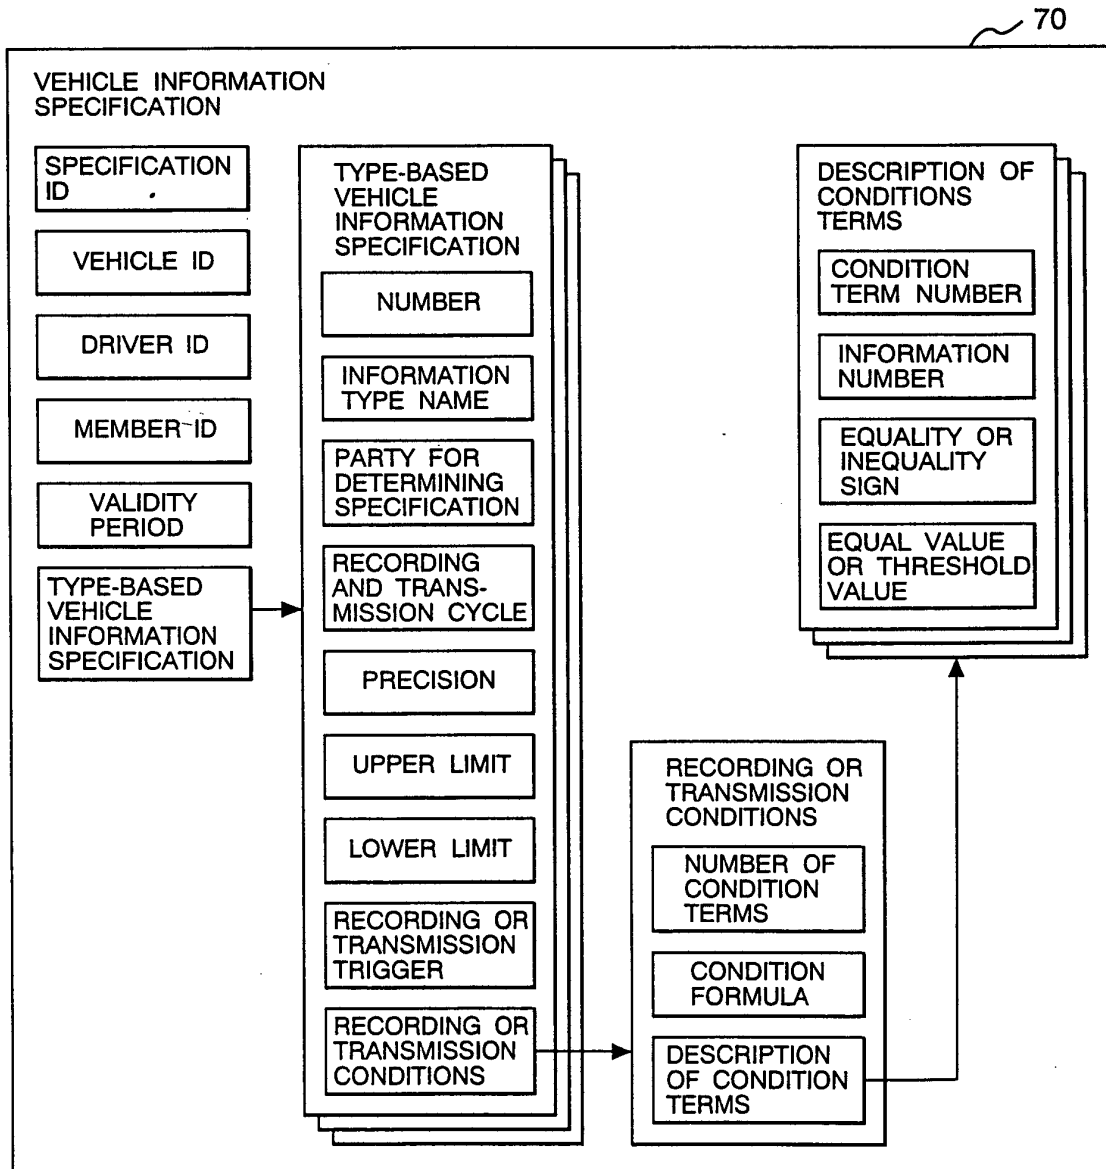 70
VEHICLE INFORMATION
SPECIFICATION
SPECIFICATION
ID
VEHICLE ID
DRIVER ID
MEMBER ID
VALIDITY
PERIOD
TYPE-BASED
VEHICLE
INFORMATION
SPECIFICATION
TYPE-BASED
VEHICLE
INFORMATION
SPECIFICATION
NUMBER
INFORMATION
TYPE NAME
PARTY FOR
DETERMINING
SPECIFICATION
RECORDING
AND TRANS-
MISSION CYCLE
PRECISION
UPPER LIMIT
LOWER LIMIT
RECORDING OR
TRANSMISSION
TRIGGER
RECORDING OR
TRANSMISSION
CONDITIONS
RECORDING OR
TRANSMISSION
CONDITIONS
NUMBER OF
CONDITION
TERMS
CONDITION
FORMULA
DESCRIPTION
OF CONDITION
TERMS
DESCRIPTION OF
CONDITIONS
TERMS
CONDITION
TERM NUMBER
INFORMATION
NUMBER
EQUALITY OR
INEQUALITY
SIGN
EQUAL VALUE
OR THRESHOLD
VALUE